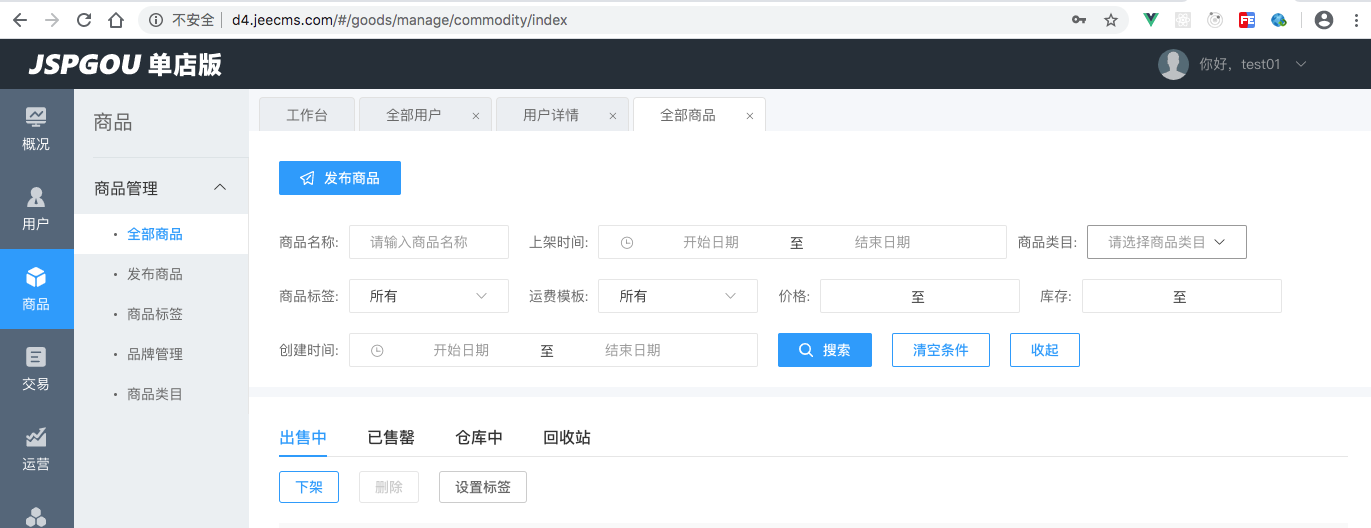 不安全 d4.jeecms.com/#/goods/manage/commodity/index
JSPGOU 单店版
你好，test01
概况
用户
商品
交易
运营
商品
商品管理
全部商品
发布商品
商品标签
品牌管理
商品类目
工作台 全部用户 用户详情 全部商品
发布商品
商品名称: 请输入商品名称 上架时间: 开始日期 至 结束日期 商品类目: 请选择商品类目
商品标签: 所有 运费模板: 所有 价格: 至 库存: 至
创建时间: 开始日期 至 结束日期 搜索 清空条件 收起
出售中 已售罄 仓库中 回收站
下架 删除 设置标签